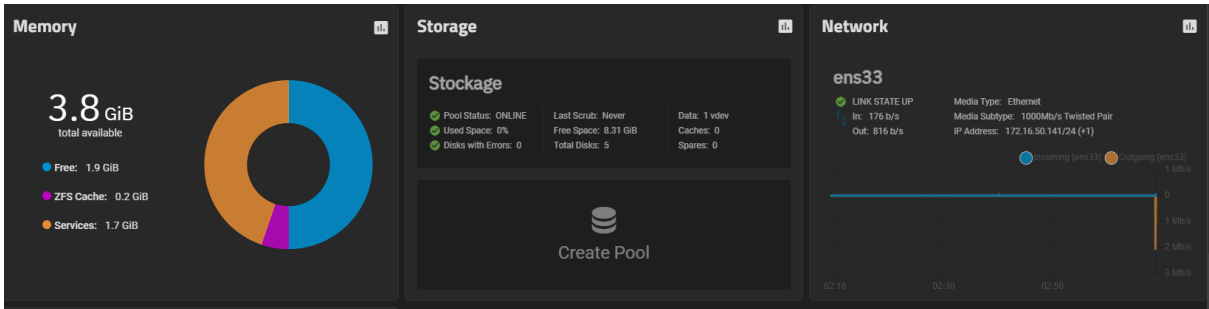 Memory
3.8 GiB
total available
Free: 1.9 GiB
ZFS Cache: 0.2 GiB
Services: 1.7 GiB
Storage
Stockage
Pool Status: ONLINE
Used Space: 0%
Disks with Errors: 0
Last Scrub: Never
Free Space: 8.31 GiB
Total Disks: 5
Data: 1 vdev
Caches: 0
Spares: 0
Create Pool
Network
ens33
LINK STATE UP
In: 176 b/s
Out: 816 b/s
Media Type: Ethernet
Media Subtype: 1000Mb/s Twisted Pair
IP Address: 172.16.50.141/24 (+1)
Incoming [ens33] Outgoing [ens33]
1 Mb/s
0
1 Mb/s
2 Mb/s
3 Mb/s
02:10 02:30 02:50